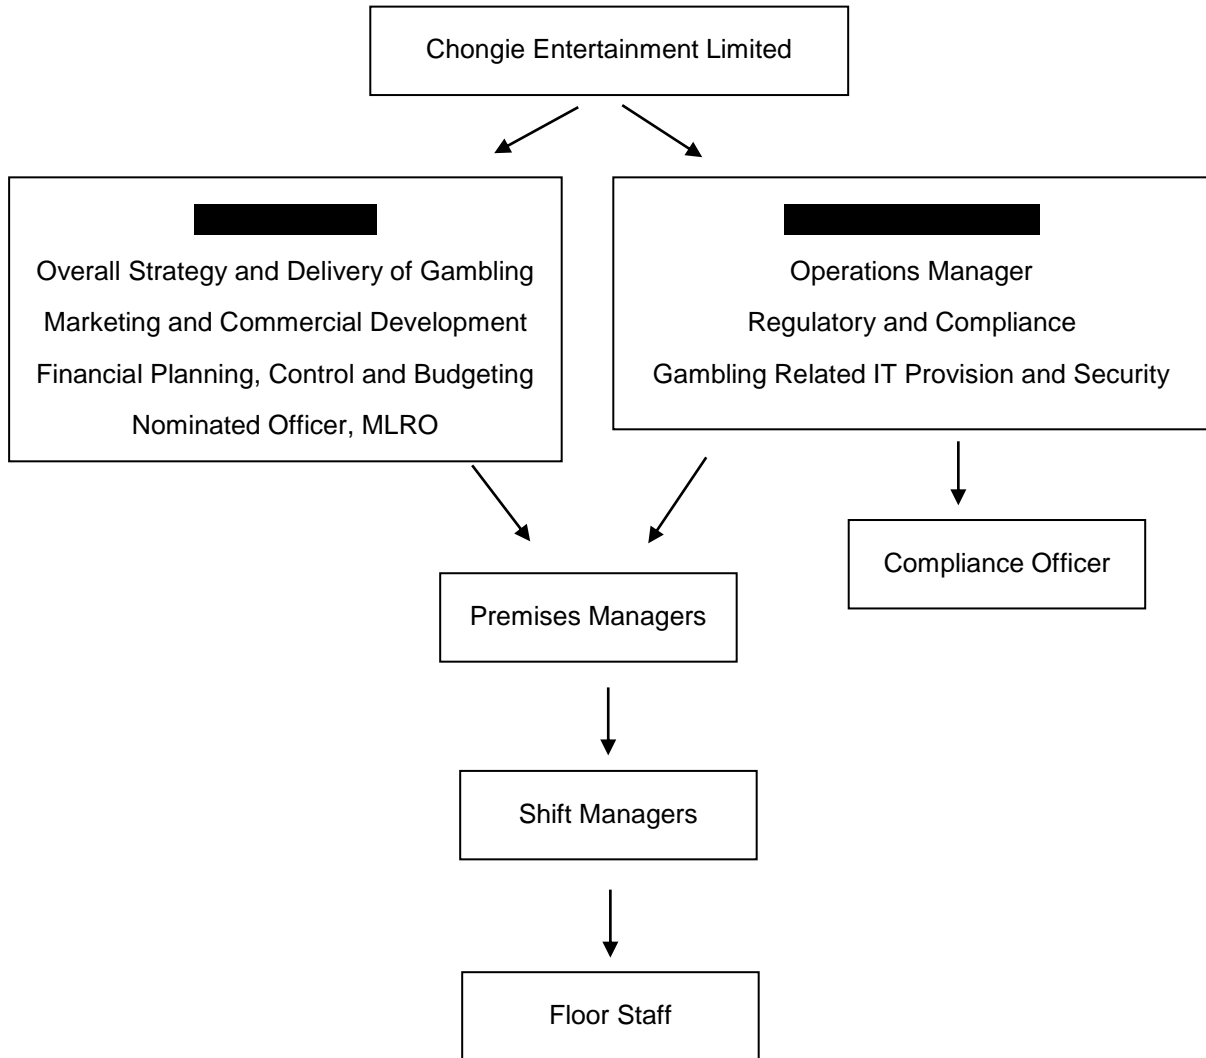 Chongie Entertainment Limited
Overall Strategy and Delivery of Gambling
Marketing and Commercial Development
Financial Planning, Control and Budgeting
Nominated Officer, MLRO
Operations Manager
Regulatory and Compliance
Gambling Related IT Provision and Security
Compliance Officer
Premises Managers
Shift Managers
Floor Staff